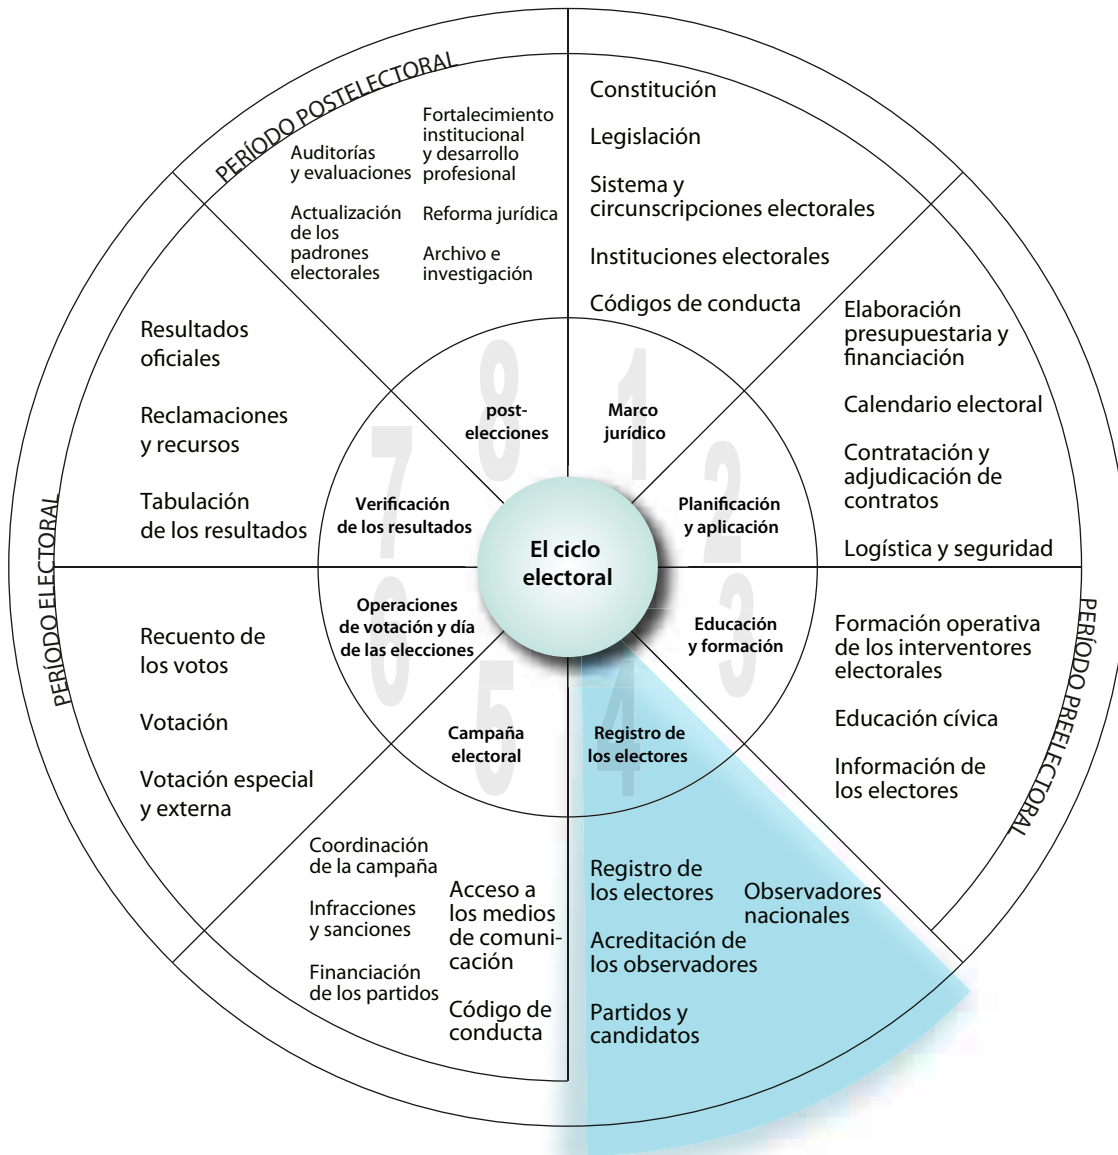 El ciclo
electoral
PERÍODO PREELECTORAL
1
Marco
jurídico
Constitución
Legislación
Sistema y
circunscripciones electorales
Instituciones electorales
Códigos de conducta
2
Planificación
y aplicación
Elaboración
presupuestaria y
financiación
Calendario electoral
Contratación y
adjudicación de
contratos
Logística y seguridad
3
Educación
y formación
Formación operativa
de los interventores
electorales
Educación cívica
Información de
los electores
4
Registro de
los electores
Registro de
los electores
Observadores
nacionales
Acreditación de
los observadores
Partidos y
candidatos
PERÍODO ELECTORAL
5
Campaña
electoral
Coordinación
de la campaña
Infracciones
y sanciones
Financiación
de los partidos
Acceso a
los medios
de comuni-
cación
Código de
conducta
6
Operaciones
de votación y día
de las elecciones
Recuento de
los votos
Votación
Votación especial
y externa
7
Verificación
de los resultados
Resultados
oficiales
Reclamaciones
y recursos
Tabulación
de los resultados
PERÍODO POSTELECTORAL
8
post-
elecciones
Auditorías
y evaluaciones
Actualización
de los
padrones
electorales
Fortalecimiento
institucional
y desarrollo
profesional
Reforma jurídica
Archivo e
investigación